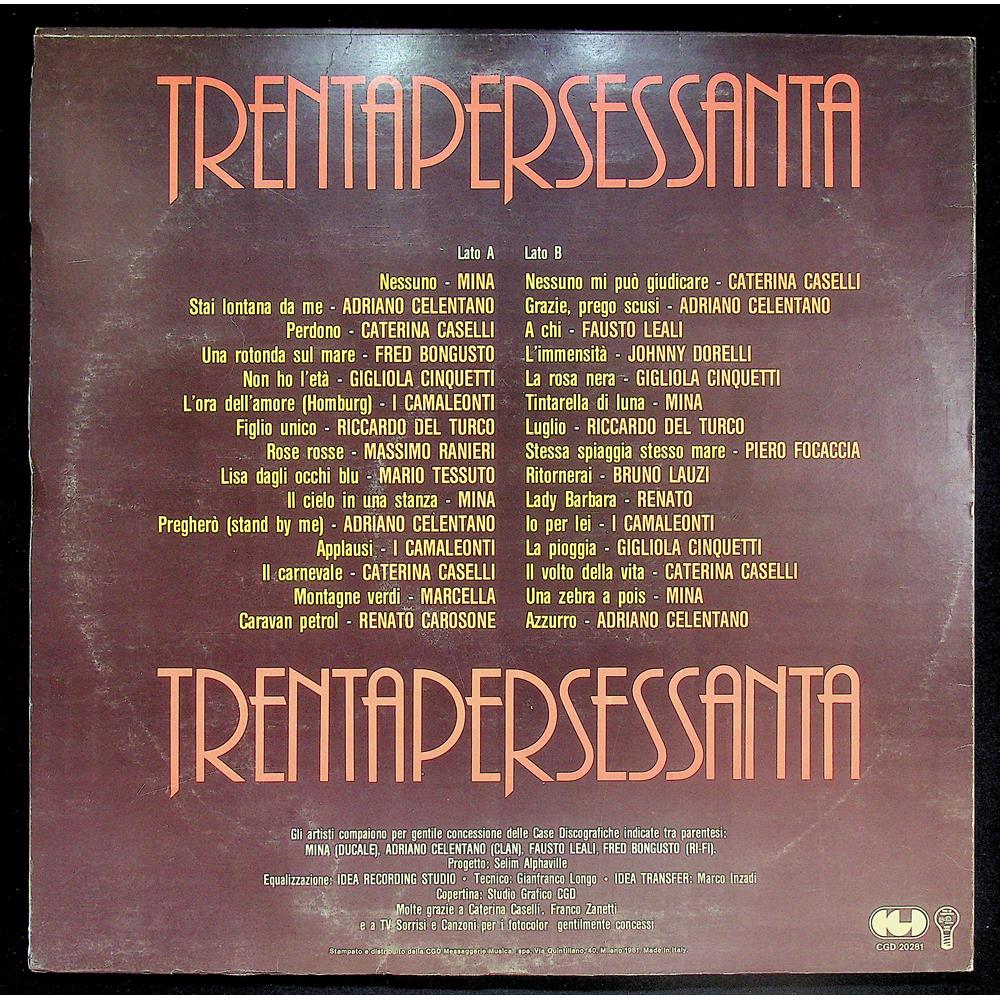 TRENTAPERSESSANTA
Lato A
Nessuno - MINA
Stai lontana da me - ADRIANO CELENTANO
Perdono - CATERINA CASELLI
Una rotonda sul mare - FRED BONGUSTO
Non ho l'età - GIGLIOLA CINQUETTI
L'ora dell'amore (Homburg) - I CAMALEONTI
Figlio unico - RICCARDO DEL TURCO
Rose rosse - MASSIMO RANIERI
Lisa dagli occhi blu - MARIO TESSUTO
Il cielo in una stanza - MINA
Pregherò (stand by me) - ADRIANO CELENTANO
Applausi - I CAMALEONTI
Il carnevale - CATERINA CASELLI
Montagne verdi - MARCELLA
Caravan petrol - RENATO CAROSONE
Lato B
Nessuno mi può giudicare - CATERINA CASELLI
Grazie, prego scusi - ADRIANO CELENTANO
A chi - FAUSTO LEALI
L'immensità - JOHNNY DORELLI
La rosa nera - GIGLIOLA CINQUETTI
Tintarella di luna - MINA
Luglio - RICCARDO DEL TURCO
Stessa spiaggia stesso mare - PIERO FOCACCIA
Ritornerai - BRUNO LAUZI
Lady Barbara - RENATO
Io per lei - I CAMALEONTI
La pioggia - GIGLIOLA CINQUETTI
Il volto della vita - CATERINA CASELLI
Una zebra a pois - MINA
Azzurro - ADRIANO CELENTANO
TRENTAPERSESSANTA
Gli artisti compaiono per gentile concessione delle Case Discografiche indicate tra parentesi:
MINA (DUCALE), ADRIANO CELENTANO (CLAN), FAUSTO LEALI, FRED BONGUSTO (RI-FI).
Progetto: Selim Alphaville
Equalizzazione: IDEA RECORDING STUDIO • Tecnico: Gianfranco Longo • IDEA TRANSFER: Marco Inzadi
Copertina: Studio Grafico CGD
Molte grazie a Caterina Caselli, Franco Zanetti
e a TV Sorrisi e Canzoni per i fotocolor gentilmente concessi
Stampato e distribuito dalla CGD Messaggerie Musicali spa, Via Quintiliano, 40, Milano 1981. Made in Italy.
CGD 20281